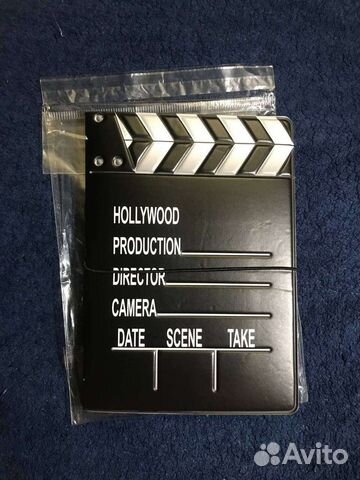 HOLLYWOOD
PRODUCTION
DIRECTOR
CAMERA
DATE SCENE TAKE
Avito